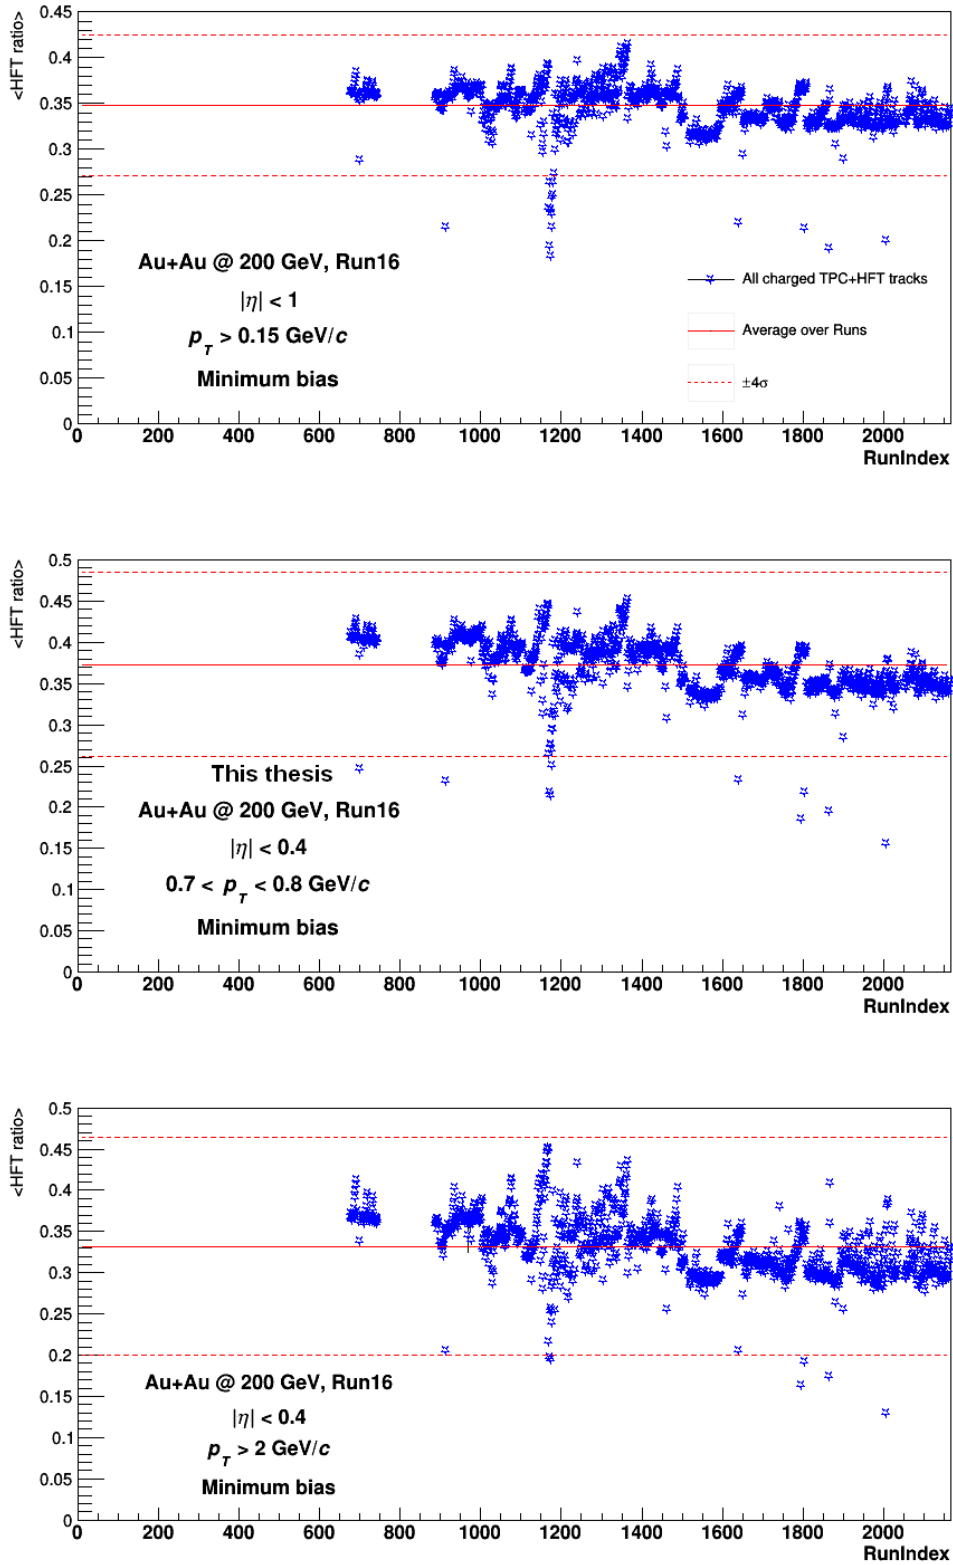 <HFT ratio>
0.45
0.4
0.35
0.3
0.25
0.2
0.15
0.1
0.05
0
Au+Au @ 200 GeV, Run16
|η| < 1
p_T > 0.15 GeV/c
Minimum bias
All charged TPC+HFT tracks
Average over Runs
±4σ
0 200 400 600 800 1000 1200 1400 1600 1800 2000
RunIndex
<HFT ratio>
0.5
0.45
0.4
0.35
0.3
0.25
0.2
0.15
0.1
0.05
0
This thesis
Au+Au @ 200 GeV, Run16
|η| < 0.4
0.7 < p_T < 0.8 GeV/c
Minimum bias
0 200 400 600 800 1000 1200 1400 1600 1800 2000
RunIndex
<HFT ratio>
0.5
0.45
0.4
0.35
0.3
0.25
0.2
0.15
0.1
0.05
0
Au+Au @ 200 GeV, Run16
|η| < 0.4
p_T > 2 GeV/c
Minimum bias
0 200 400 600 800 1000 1200 1400 1600 1800 2000
RunIndex